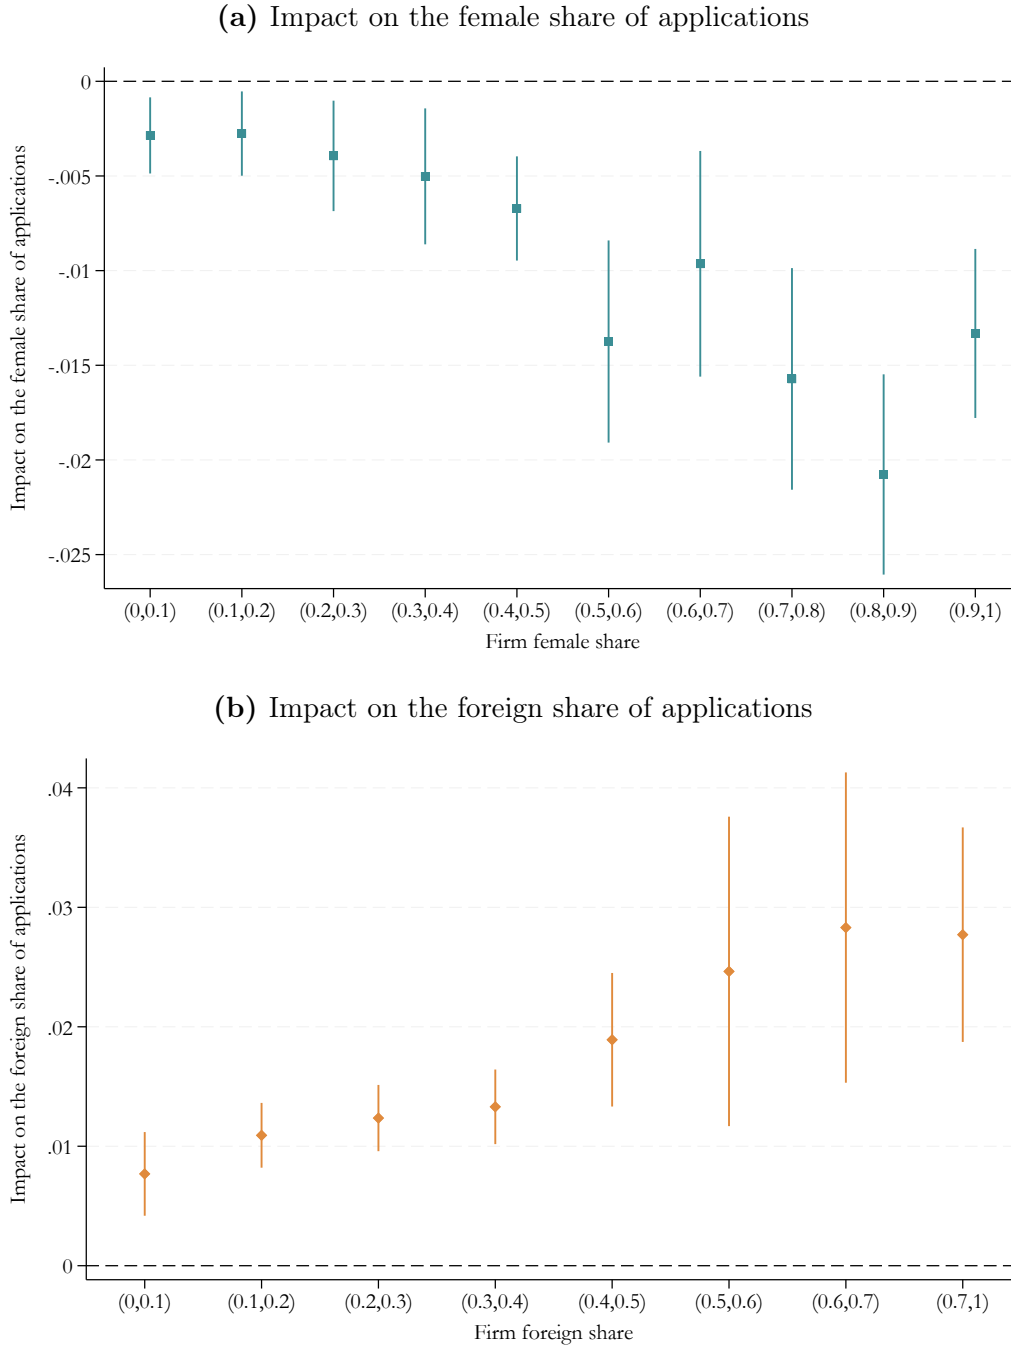 (a) Impact on the female share of applications
Impact on the female share of applications
0
-.005
-.01
-.015
-.02
-.025
(0,0.1) (0.1,0.2) (0.2,0.3) (0.3,0.4) (0.4,0.5) (0.5,0.6) (0.6,0.7) (0.7,0.8) (0.8,0.9) (0.9,1)
Firm female share
(b) Impact on the foreign share of applications
Impact on the foreign share of applications
.04
.03
.02
.01
0
(0,0.1) (0.1,0.2) (0.2,0.3) (0.3,0.4) (0.4,0.5) (0.5,0.6) (0.6,0.7) (0.7,1)
Firm foreign share